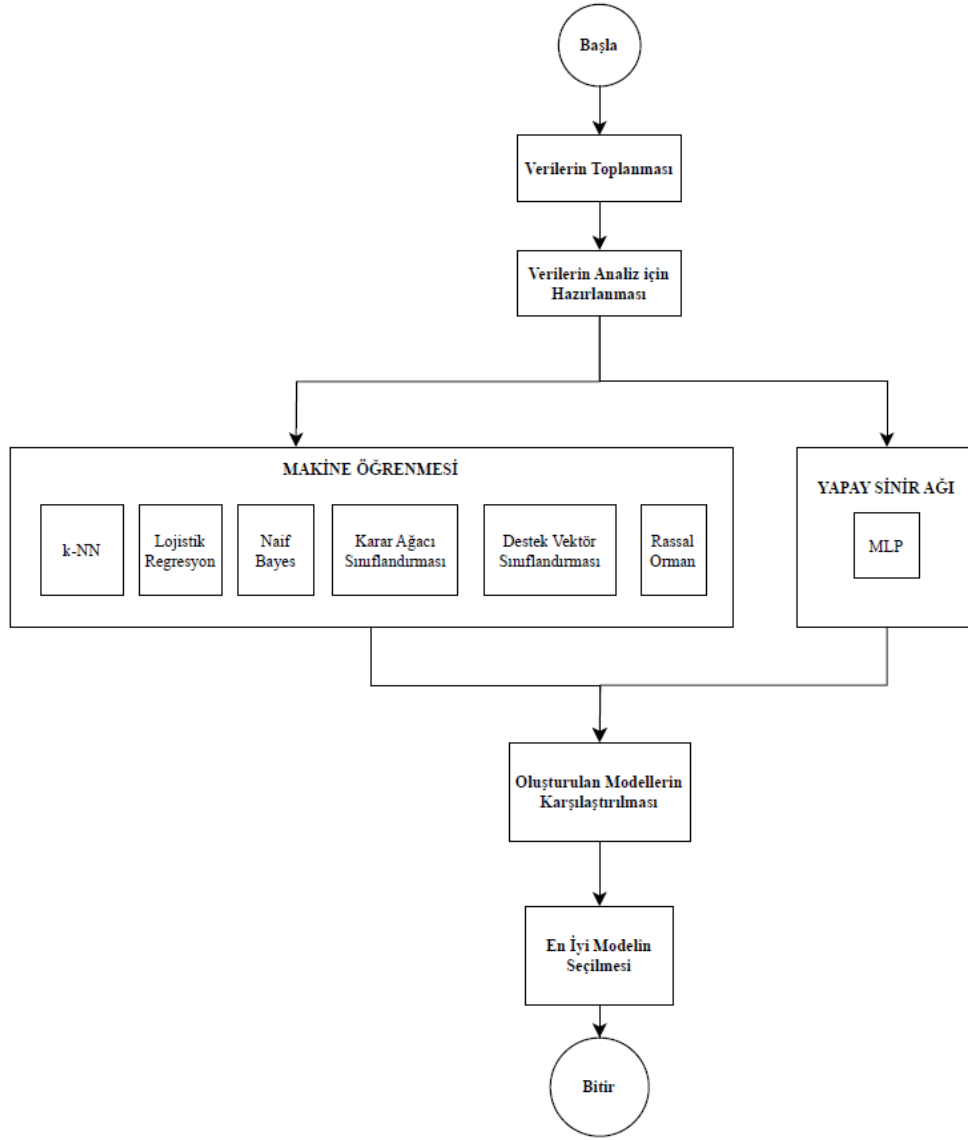 Başla
Verilerin Toplanması
Verilerin Analiz için
Hazırlanması
MAKİNE ÖĞRENMESİ
k-NN
Lojistik
Regresyon
Naif
Bayes
Karar Ağacı
Sınıflandırması
Destek Vektör
Sınıflandırması
Rassal
Orman
YAPAY SİNİR AĞI
MLP
Oluşturulan Modellerin
Karşılaştırılması
En İyi Modelin
Seçilmesi
Bitir